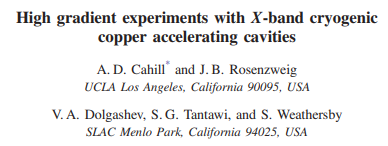 High gradient experiments with X-band cryogenic
copper accelerating cavities
A. D. Cahill* and J. B. Rosenzweig
UCLA Los Angeles, California 90095, USA
V. A. Dolgashev, S. G. Tantawi, and S. Weathersby
SLAC Menlo Park, California 94025, USA